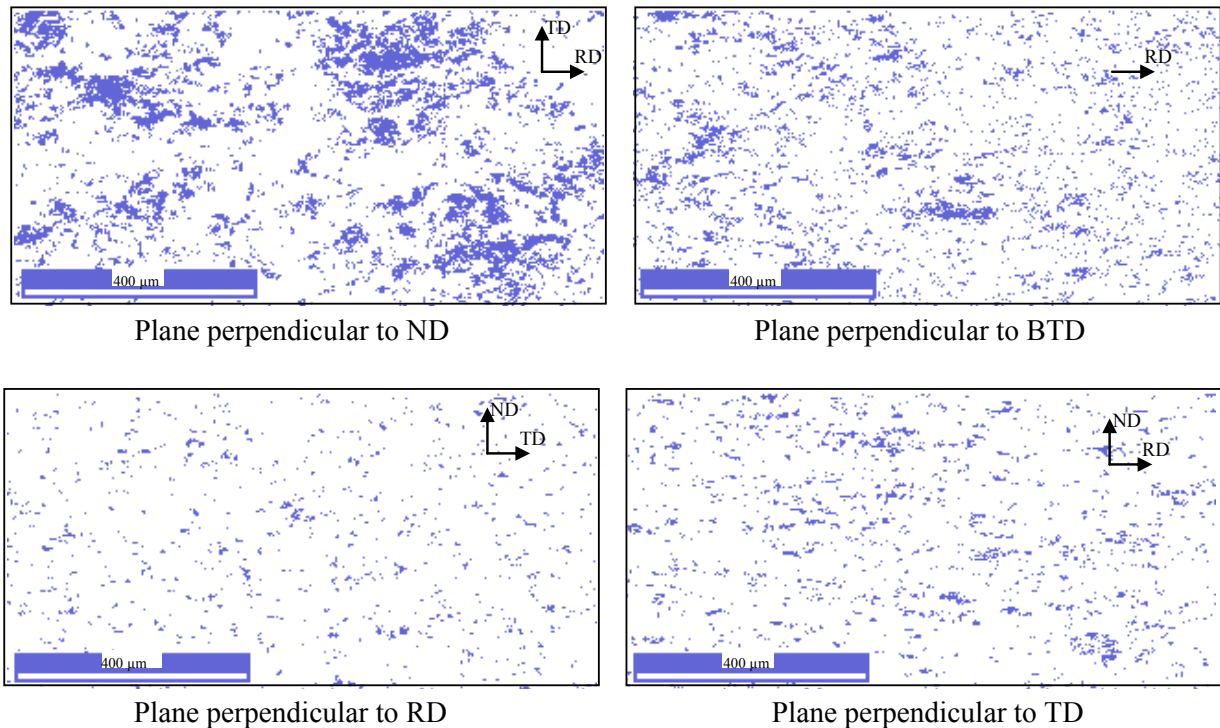 TD
RD
400 µm
Plane perpendicular to ND
RD
400 µm
Plane perpendicular to BTD
ND
TD
400 µm
Plane perpendicular to RD
ND
RD
400 µm
Plane perpendicular to TD